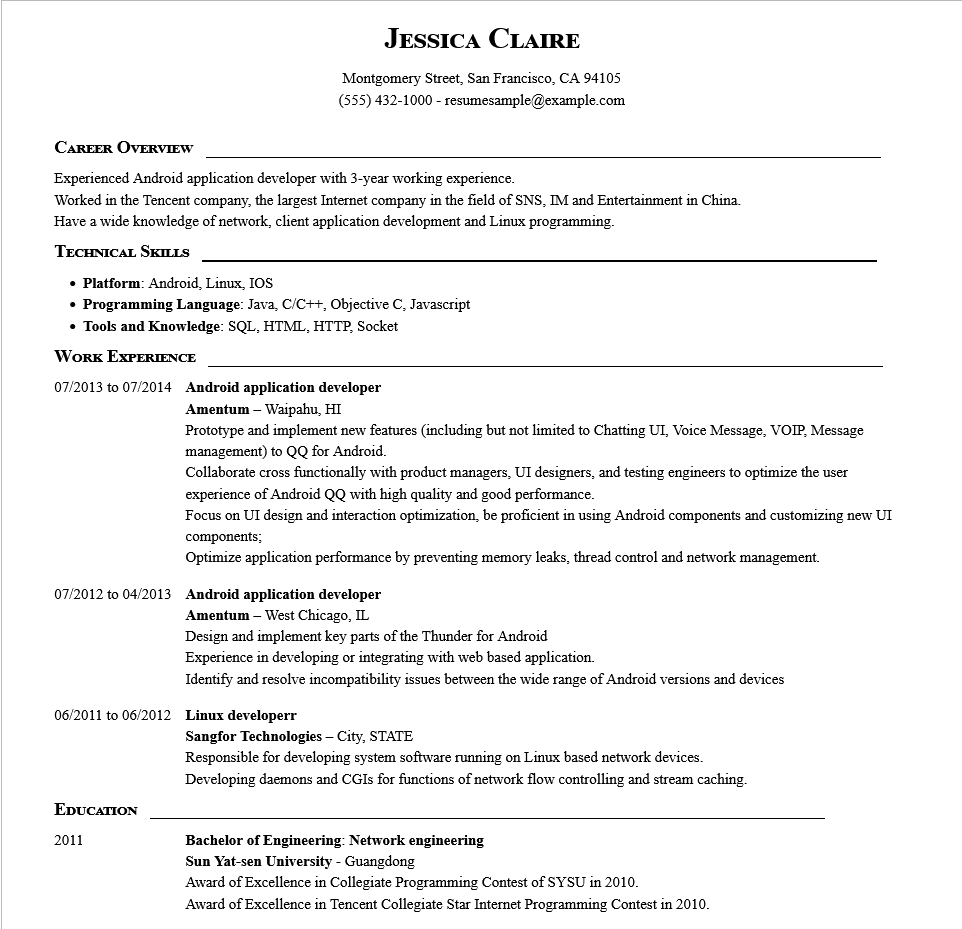 Jessica Claire
Montgomery Street, San Francisco, CA 94105
(555) 432-1000 - resumesample@example.com
Career Overview
Experienced Android application developer with 3-year working experience.
Worked in the Tencent company, the largest Internet company in the field of SNS, IM and Entertainment in China.
Have a wide knowledge of network, client application development and Linux programming.
Technical Skills
• Platform: Android, Linux, IOS
• Programming Language: Java, C/C++, Objective C, Javascript
• Tools and Knowledge: SQL, HTML, HTTP, Socket
Work Experience
07/2013 to 07/2014 Android application developer
Amentum – Waipahu, HI
Prototype and implement new features (including but not limited to Chatting UI, Voice Message, VOIP, Message
management) to QQ for Android.
Collaborate cross functionally with product managers, UI designers, and testing engineers to optimize the user
experience of Android QQ with high quality and good performance.
Focus on UI design and interaction optimization, be proficient in using Android components and customizing new UI
components;
Optimize application performance by preventing memory leaks, thread control and network management.
07/2012 to 04/2013 Android application developer
Amentum – West Chicago, IL
Design and implement key parts of the Thunder for Android
Experience in developing or integrating with web based application.
Identify and resolve incompatibility issues between the wide range of Android versions and devices
06/2011 to 06/2012 Linux developerr
Sangfor Technologies – City, STATE
Responsible for developing system software running on Linux based network devices.
Developing daemons and CGIs for functions of network flow controlling and stream caching.
Education
2011 Bachelor of Engineering: Network engineering
Sun Yat-sen University - Guangdong
Award of Excellence in Collegiate Programming Contest of SYSU in 2010.
Award of Excellence in Tencent Collegiate Star Internet Programming Contest in 2010.